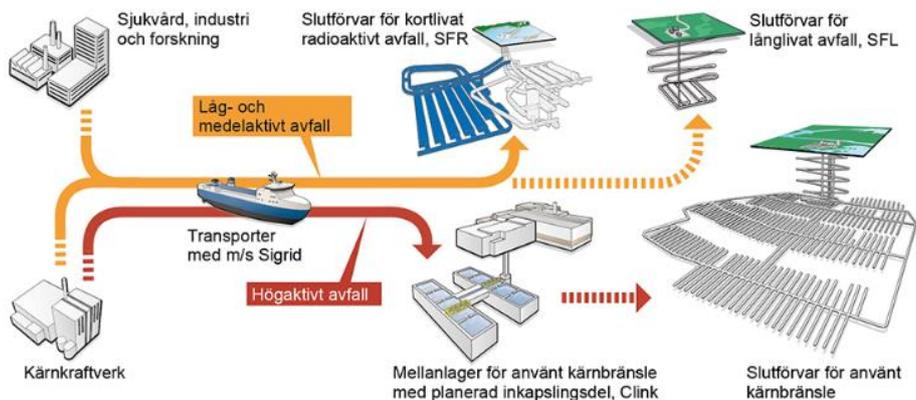 Sjukvård, industri
och forskning
Slutförvar för kortlivat
radioaktivt avfall, SFR
Slutförvar för
långlivat avfall, SFL
Låg- och
medelaktivt avfall
Transporter
med m/s Sigrid
Högaktivt avfall
Kärnkraftverk
Mellanlager för använt kärnbränsle
med planerad inkapslingsdel, Clink
Slutförvar för använt
kärnbränsle